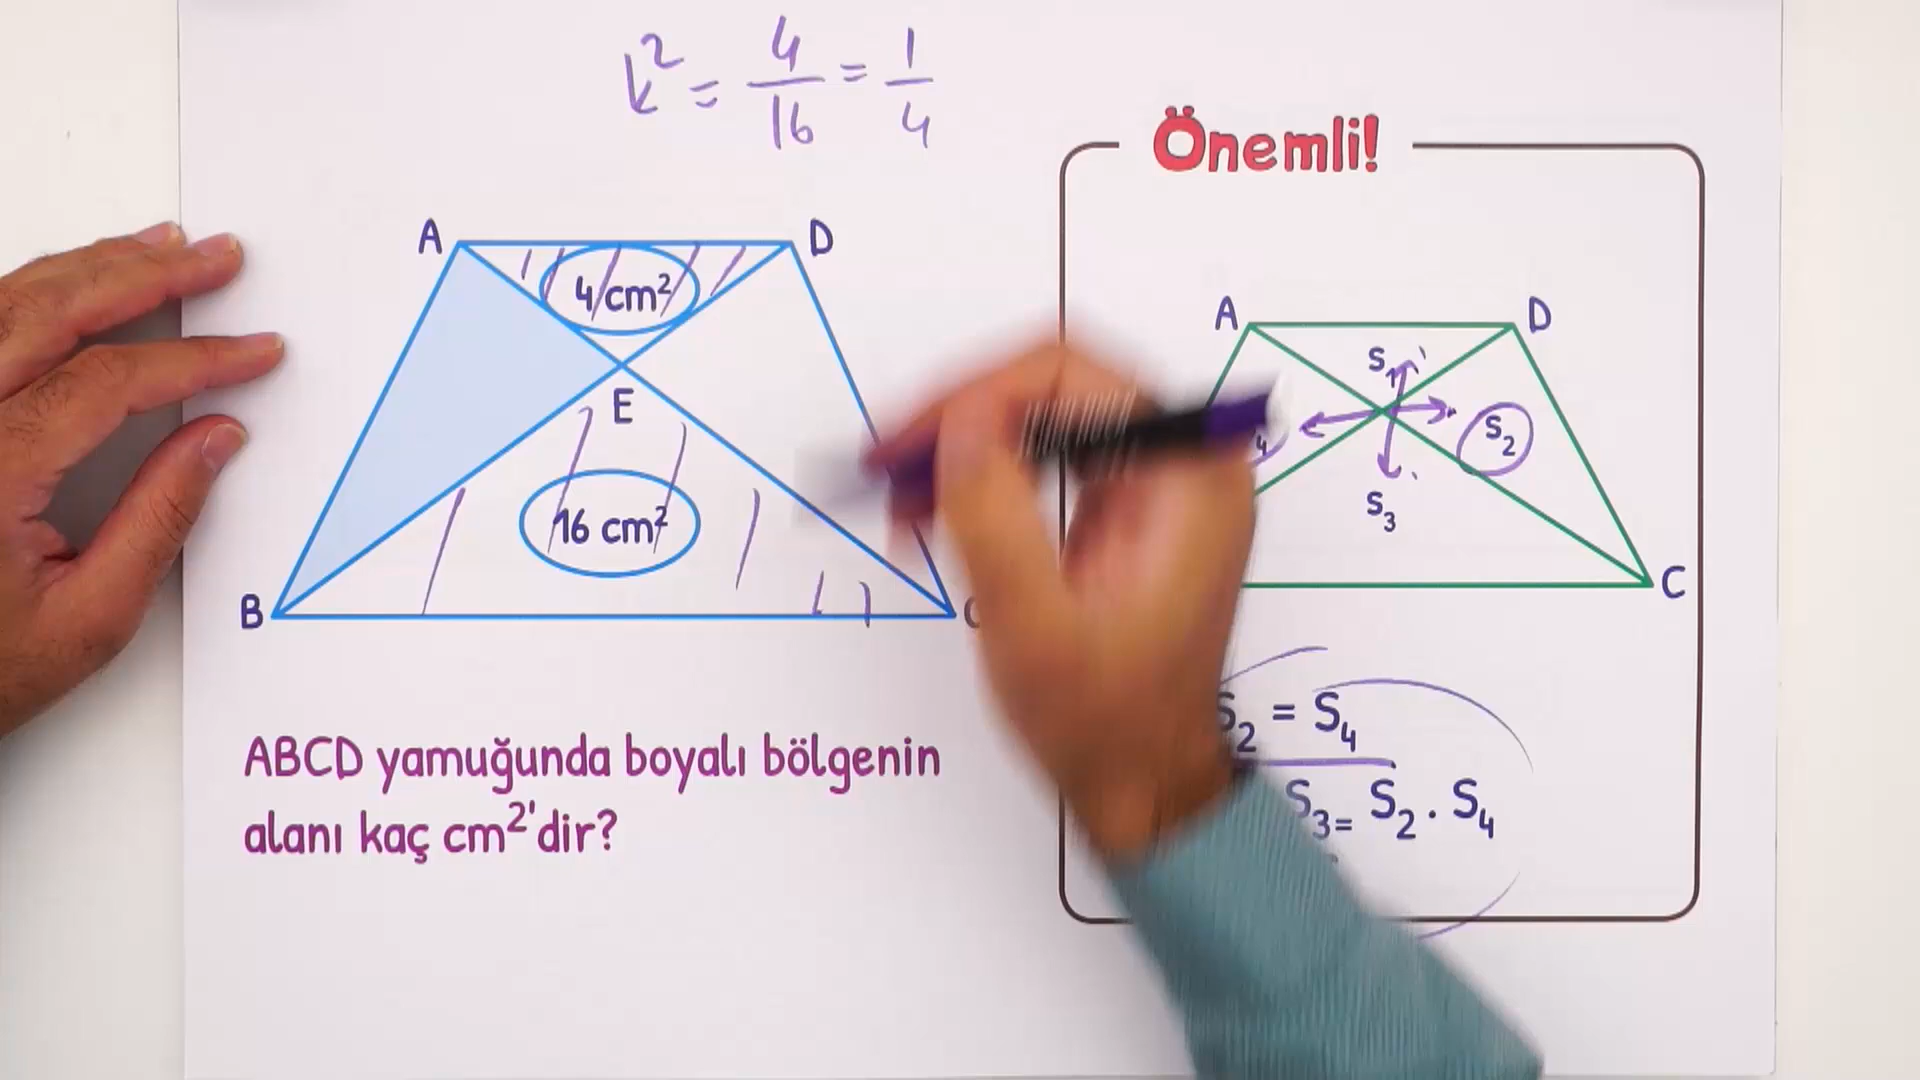 k² = 4/16 = 1/4
Önemli!
A
D
4 cm²
E
16 cm²
B
A
D
S₁
S₂
4
S₃
C
ABCD yamuğunda boyalı bölgenin
alanı kaç cm²'dir?
S₂ = S₄
S₃ = S₂ . S₄